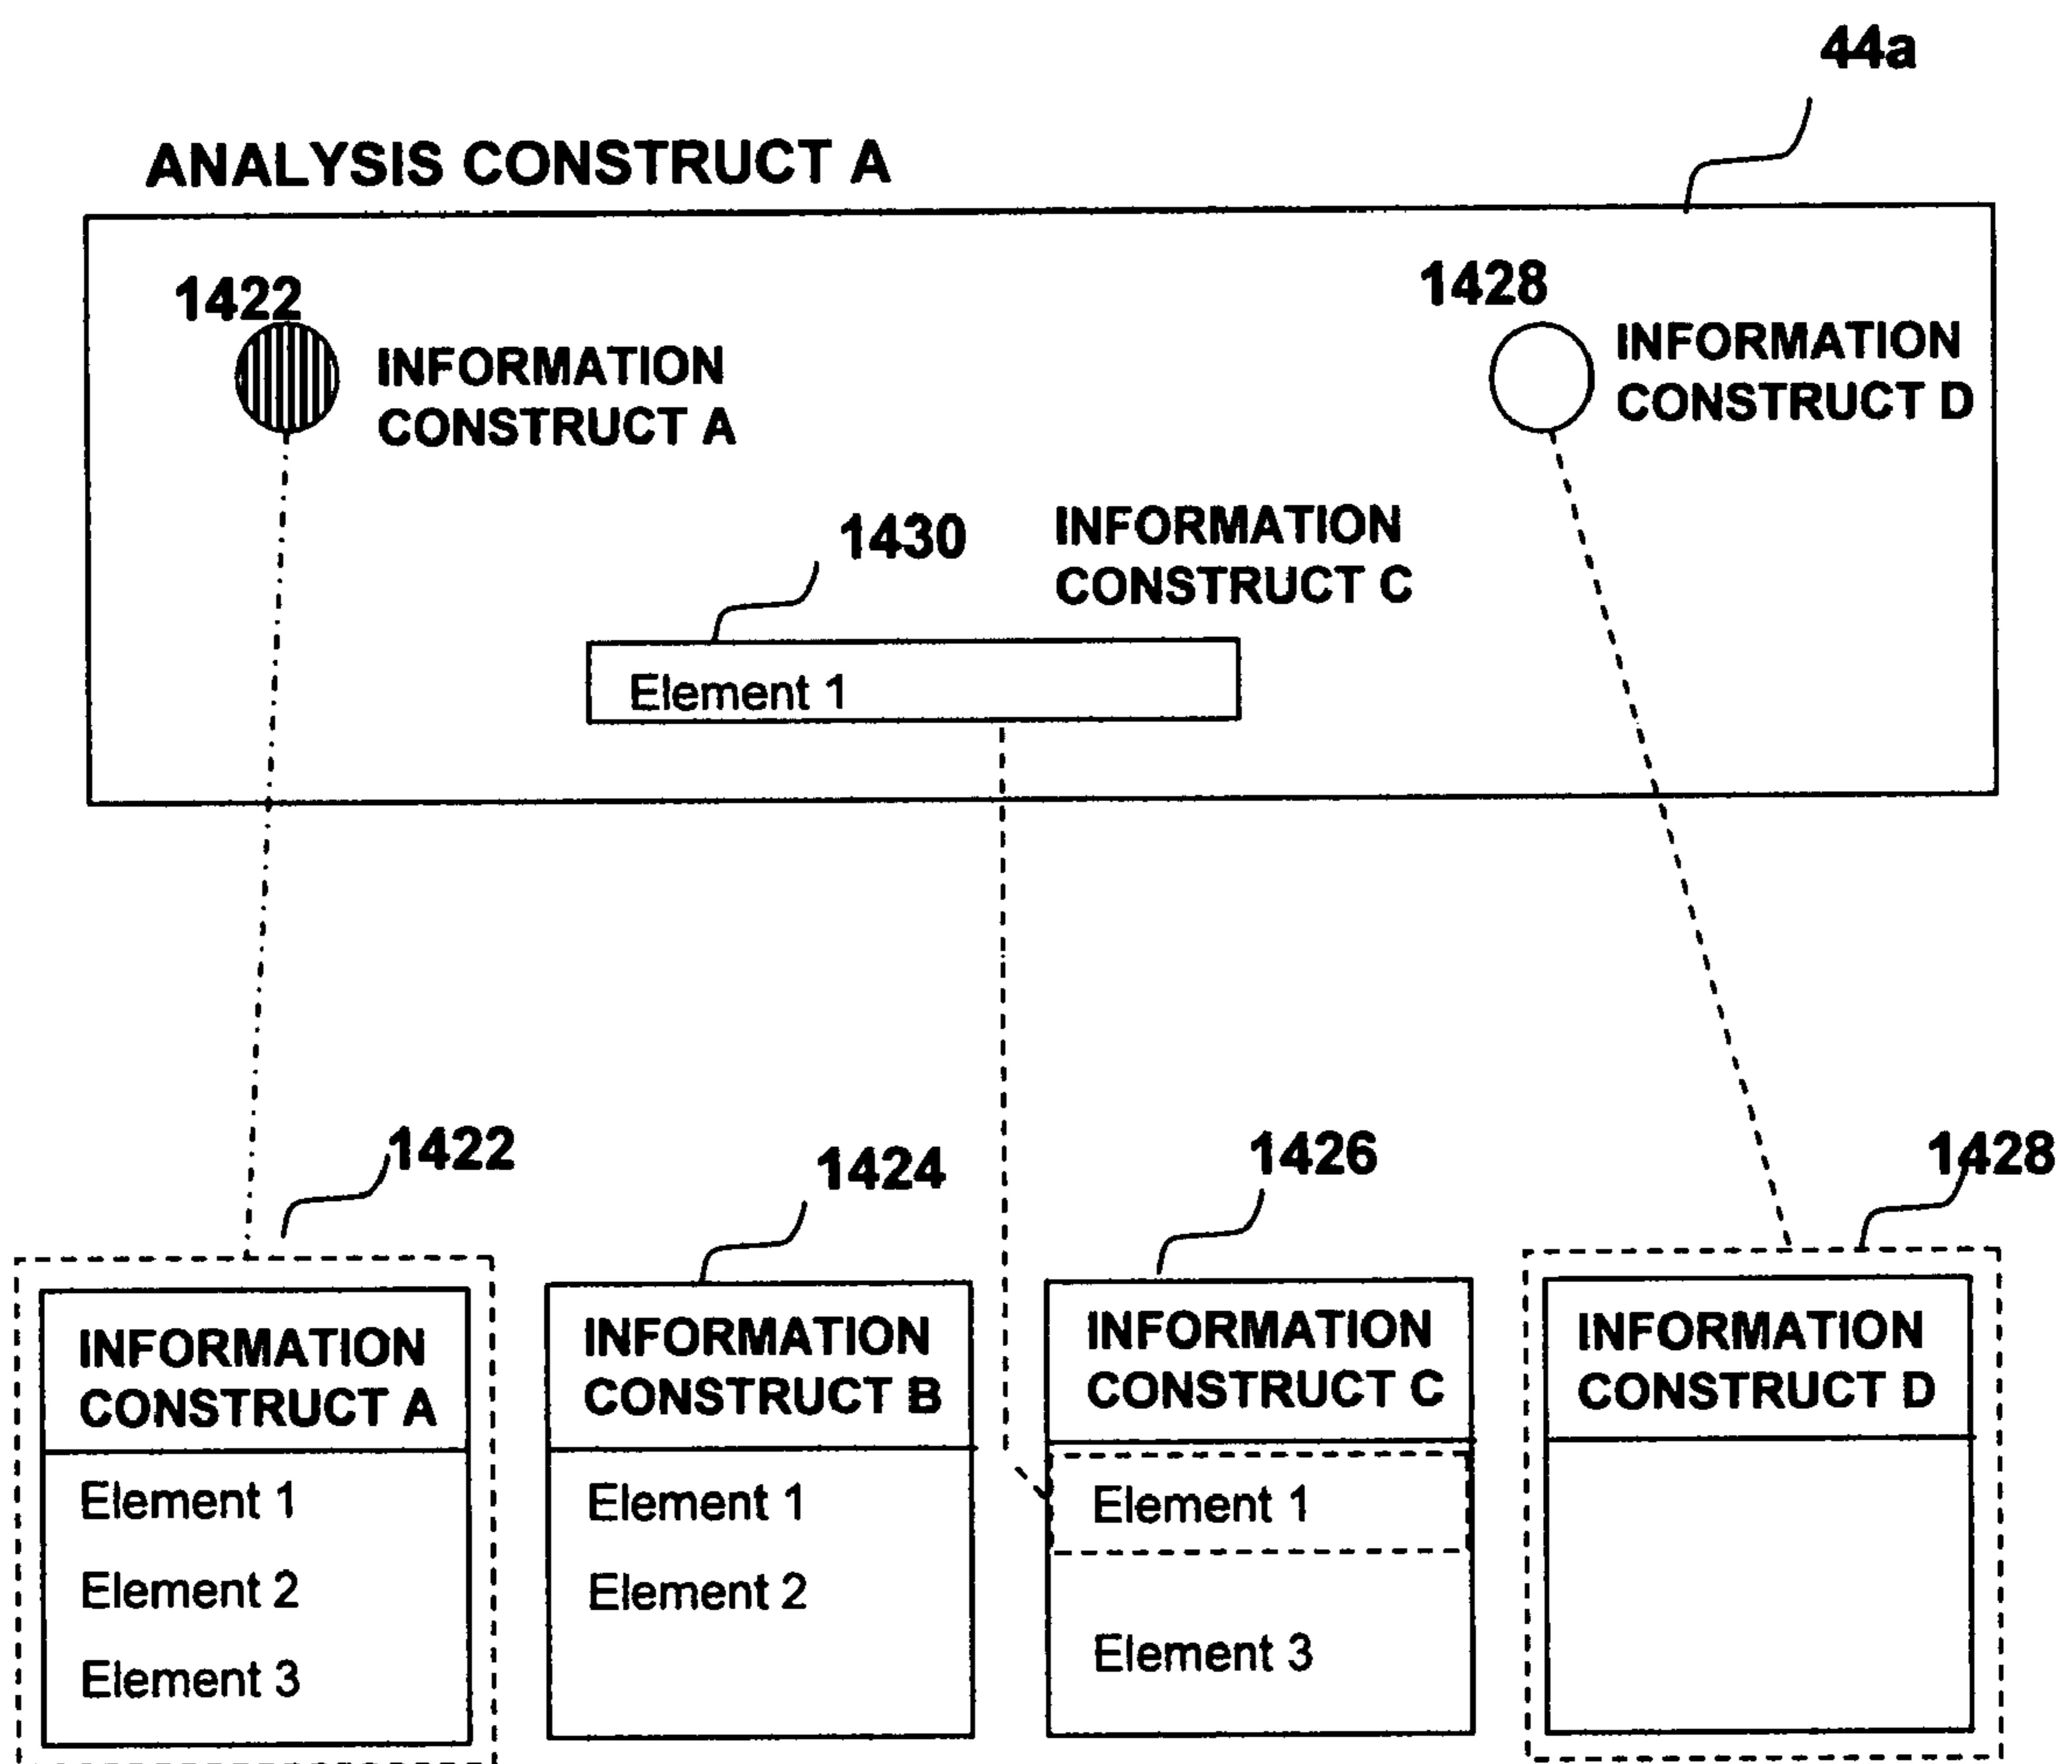 44a
ANALYSIS CONSTRUCT A
1422
INFORMATION
CONSTRUCT A
1428
INFORMATION
CONSTRUCT D
1430
INFORMATION
CONSTRUCT C
Element 1
1422
1424
1426
1428
INFORMATION
CONSTRUCT A
Element 1
Element 2
Element 3
INFORMATION
CONSTRUCT B
Element 1
Element 2
INFORMATION
CONSTRUCT C
Element 1
Element 3
INFORMATION
CONSTRUCT D